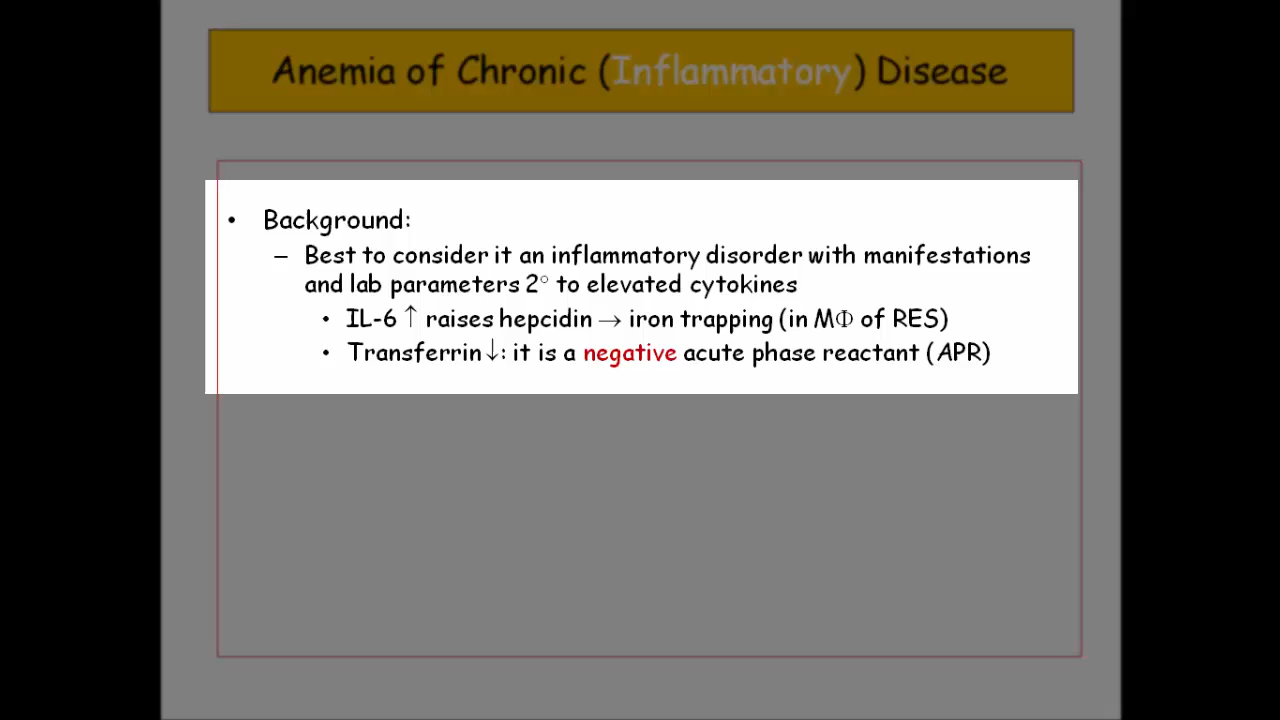 Anemia of Chronic (Inflammatory) Disease
• Background:
– Best to consider it an inflammatory disorder with manifestations
and lab parameters 2° to elevated cytokines
• IL-6 ↑ raises hepcidin → iron trapping (in MΦ of RES)
• Transferrin ↓: it is a negative acute phase reactant (APR)